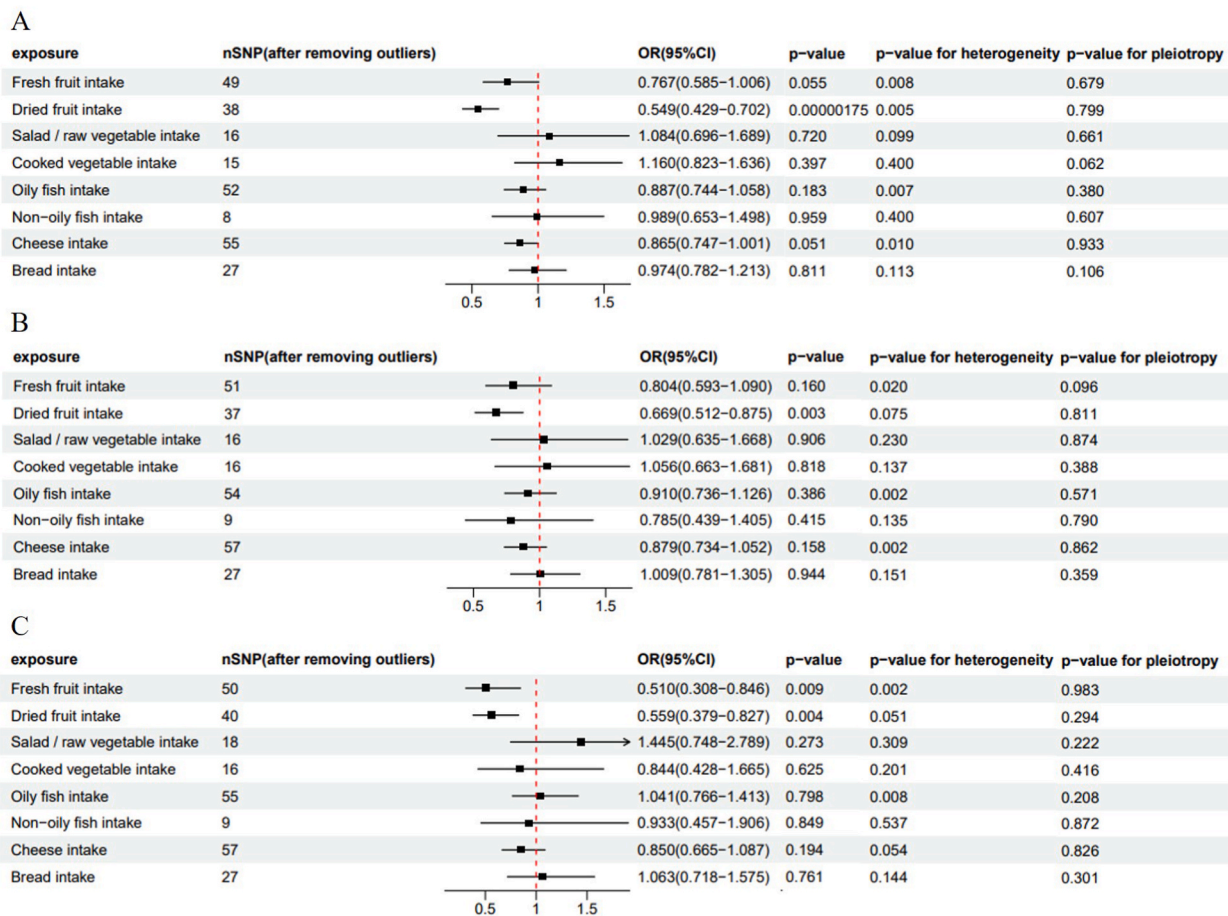 A
exposure nSNP(after removing outliers) OR(95%CI) p-value p-value for heterogeneity p-value for pleiotropy
Fresh fruit intake 49 0.767(0.585−1.006) 0.055 0.008 0.679
Dried fruit intake 38 0.549(0.429−0.702) 0.00000175 0.005 0.799
Salad / raw vegetable intake 16 1.084(0.696−1.689) 0.720 0.099 0.661
Cooked vegetable intake 15 1.160(0.823−1.636) 0.397 0.400 0.062
Oily fish intake 52 0.887(0.744−1.058) 0.183 0.007 0.380
Non−oily fish intake 8 0.989(0.653−1.498) 0.959 0.400 0.607
Cheese intake 55 0.865(0.747−1.001) 0.051 0.010 0.933
Bread intake 27 0.974(0.782−1.213) 0.811 0.113 0.106
0.5 1 1.5
B
exposure nSNP(after removing outliers) OR(95%CI) p-value p-value for heterogeneity p-value for pleiotropy
Fresh fruit intake 51 0.804(0.593−1.090) 0.160 0.020 0.096
Dried fruit intake 37 0.669(0.512−0.875) 0.003 0.075 0.811
Salad / raw vegetable intake 16 1.029(0.635−1.668) 0.906 0.230 0.874
Cooked vegetable intake 16 1.056(0.663−1.681) 0.818 0.137 0.388
Oily fish intake 54 0.910(0.736−1.126) 0.386 0.002 0.571
Non−oily fish intake 9 0.785(0.439−1.405) 0.415 0.135 0.790
Cheese intake 57 0.879(0.734−1.052) 0.158 0.002 0.862
Bread intake 27 1.009(0.781−1.305) 0.944 0.151 0.359
0.5 1 1.5
C
exposure nSNP(after removing outliers) OR(95%CI) p-value p-value for heterogeneity p-value for pleiotropy
Fresh fruit intake 50 0.510(0.308−0.846) 0.009 0.002 0.983
Dried fruit intake 40 0.559(0.379−0.827) 0.004 0.051 0.294
Salad / raw vegetable intake 18 1.445(0.748−2.789) 0.273 0.309 0.222
Cooked vegetable intake 16 0.844(0.428−1.665) 0.625 0.201 0.416
Oily fish intake 55 1.041(0.766−1.413) 0.798 0.008 0.208
Non−oily fish intake 9 0.933(0.457−1.906) 0.849 0.537 0.872
Cheese intake 57 0.850(0.665−1.087) 0.194 0.054 0.826
Bread intake 27 1.063(0.718−1.575) 0.761 0.144 0.301
0.5 1 1.5